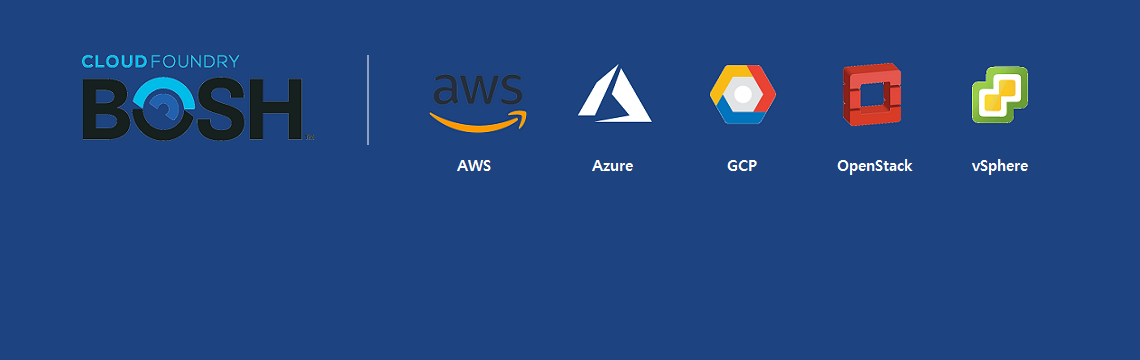 CLOUD FOUNDRY
BOSH
aws
AWS
Azure
GCP
OpenStack
vSphere